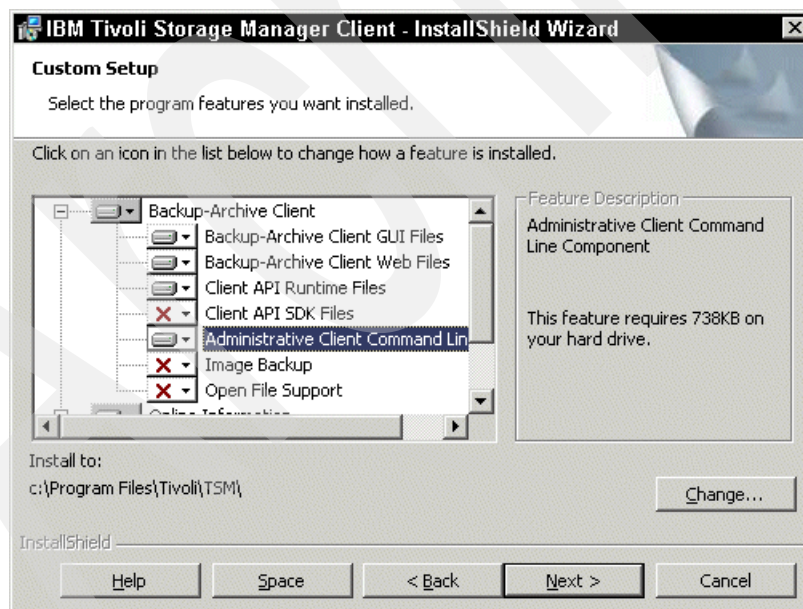 IBM Tivoli Storage Manager Client - InstallShield Wizard
Custom Setup
Select the program features you want installed.
Click on an icon in the list below to change how a feature is installed.
Backup-Archive Client
Backup-Archive Client GUI Files
Backup-Archive Client Web Files
Client API Runtime Files
Client API SDK Files
Administrative Client Command Lin
Image Backup
Open File Support
Online Information
Feature Description
Administrative Client Command
Line Component
This feature requires 738KB on
your hard drive.
Install to:
c:\Program Files\Tivoli\TSM\
Change...
InstallShield
Help
Space
< Back
Next >
Cancel